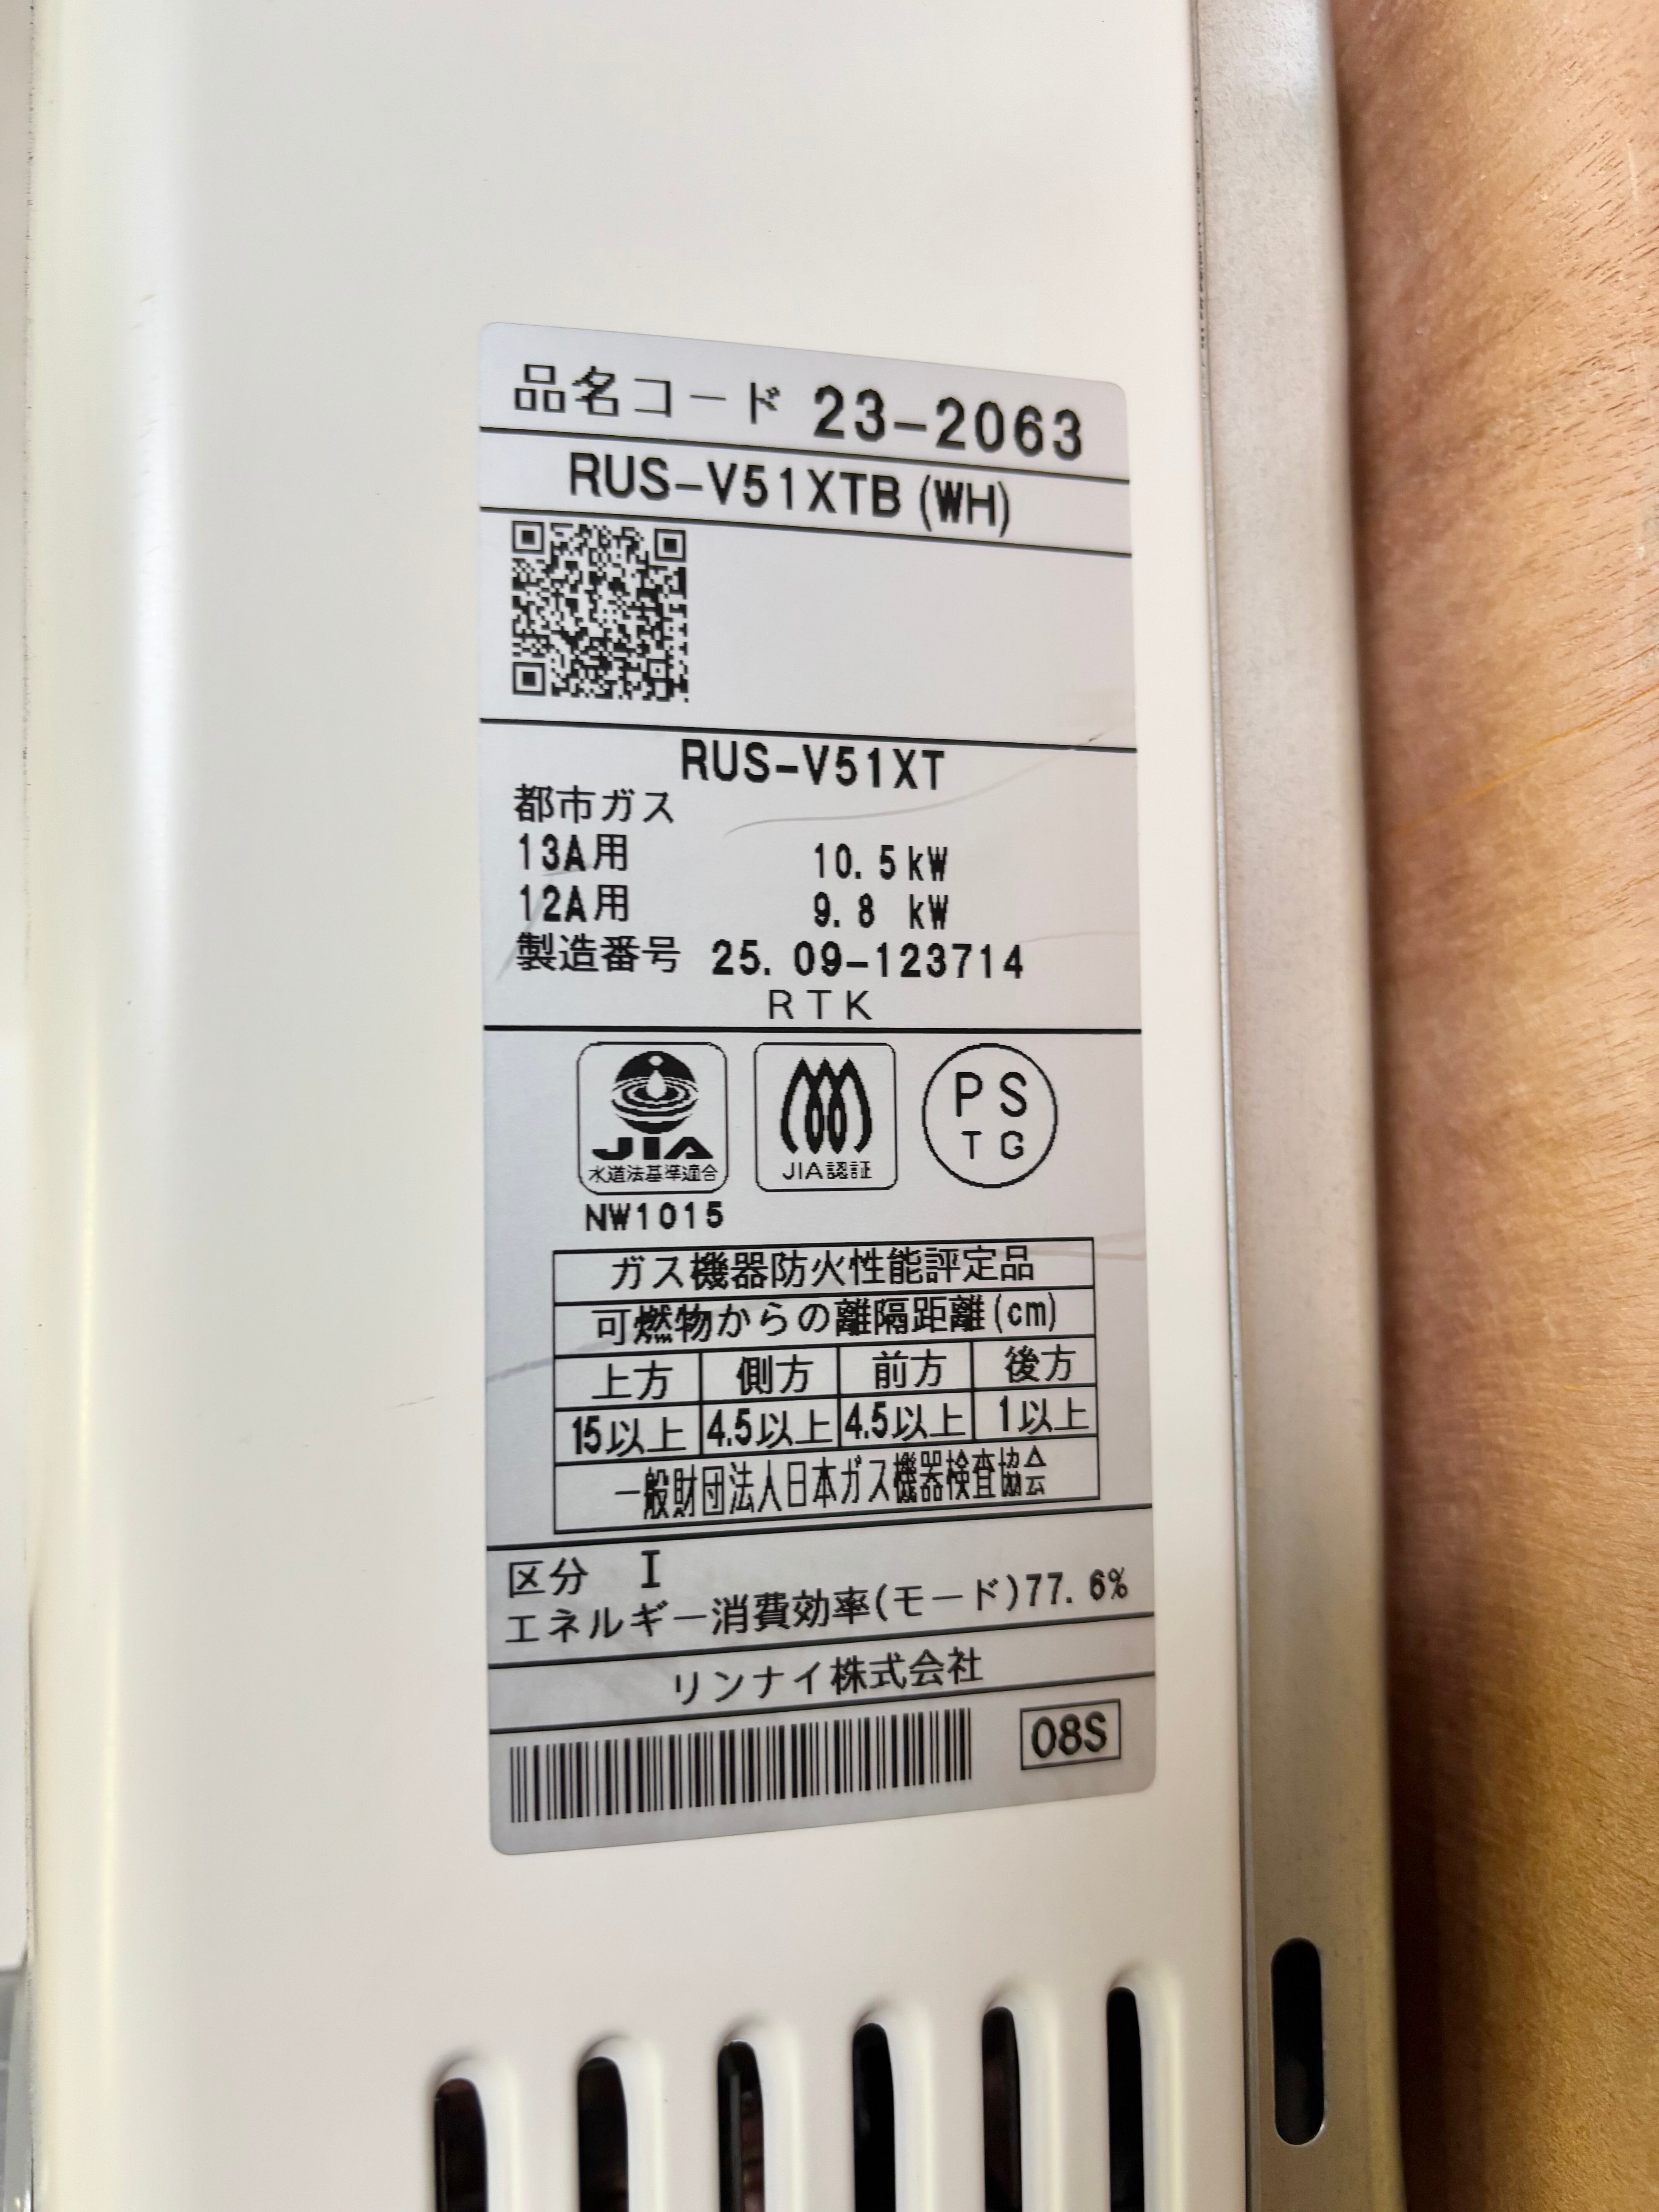 品名コード 23-2063
RUS-V51XTB (WH)
RUS-V51XT
都市ガス
13A用 10.5kW
12A用 9.8 kW
製造番号 25.09-123714
RTK
JIA
水道法基準適合
NW1015
JIA認証
PS
TG
ガス機器防火性能評定品
可燃物からの離隔距離(cm)
上方 側方 前方 後方
15以上 4.5以上 4.5以上 1以上
一般財団法人日本ガス機器検査協会
区分 I
エネルギー消費効率(モード)77.6%
リンナイ株式会社
08S